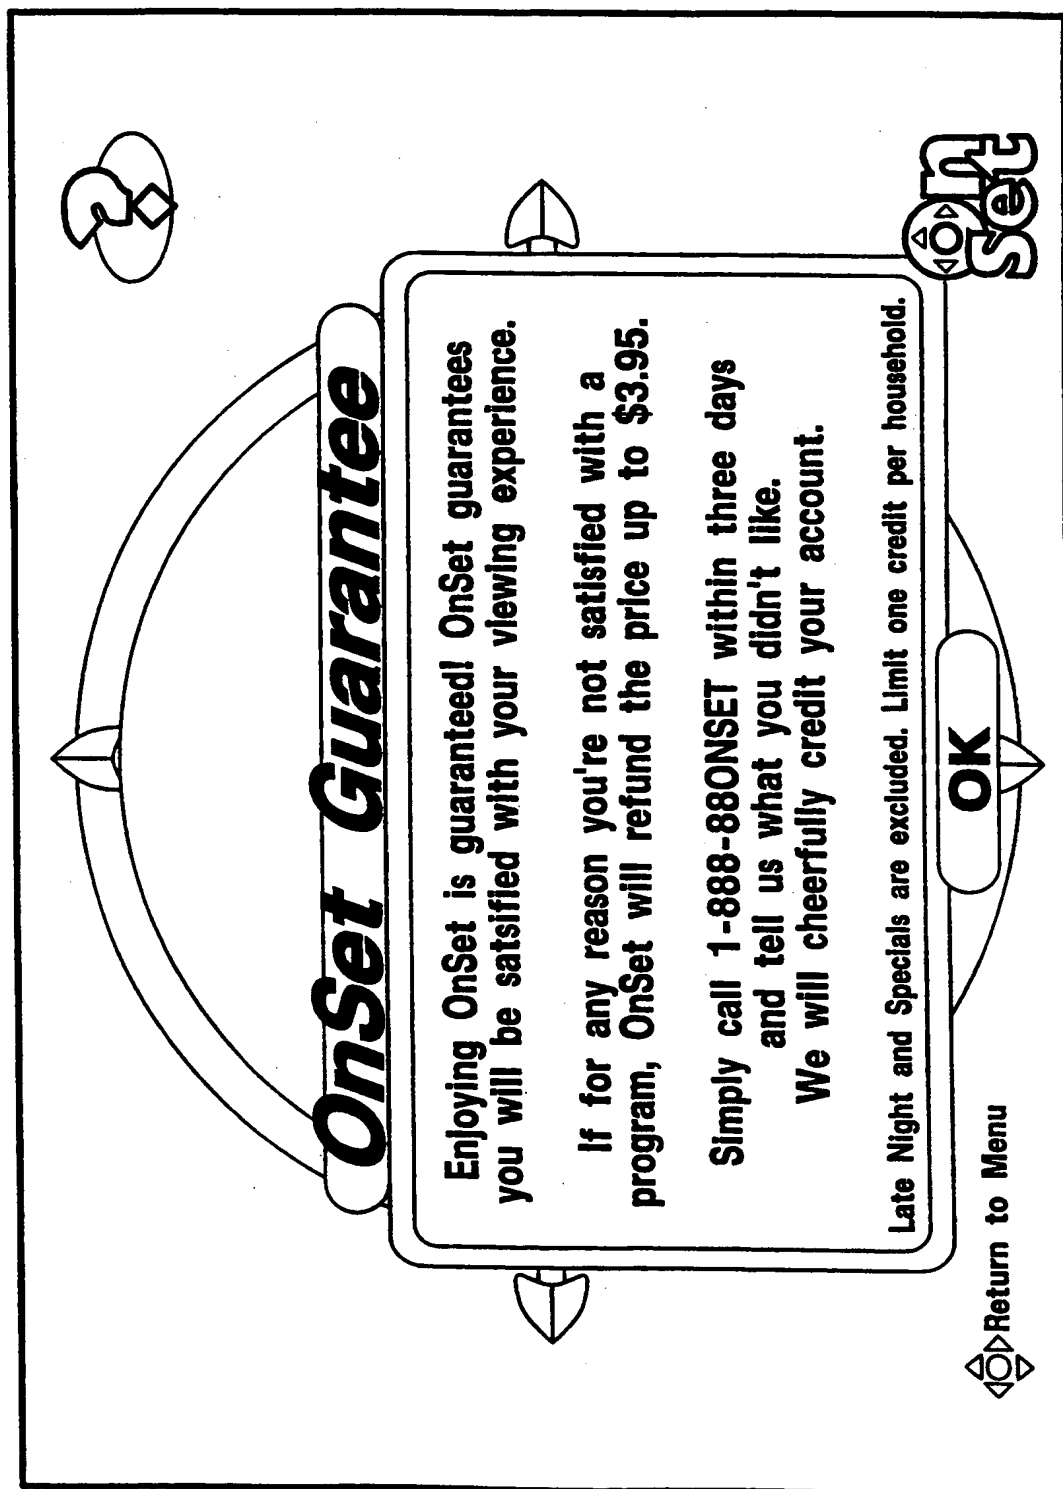 OnSet Guarantee
Enjoying OnSet is guaranteed! OnSet guarantees
you will be satsified with your viewing experience.
If for any reason you're not satisfied with a
program, OnSet will refund the price up to $3.95.
Simply call 1-888-88ONSET within three days
and tell us what you didn't like.
We will cheerfully credit your account.
Late Night and Specials are excluded. Limit one credit per household.
OK
Return to Menu
on
set
?